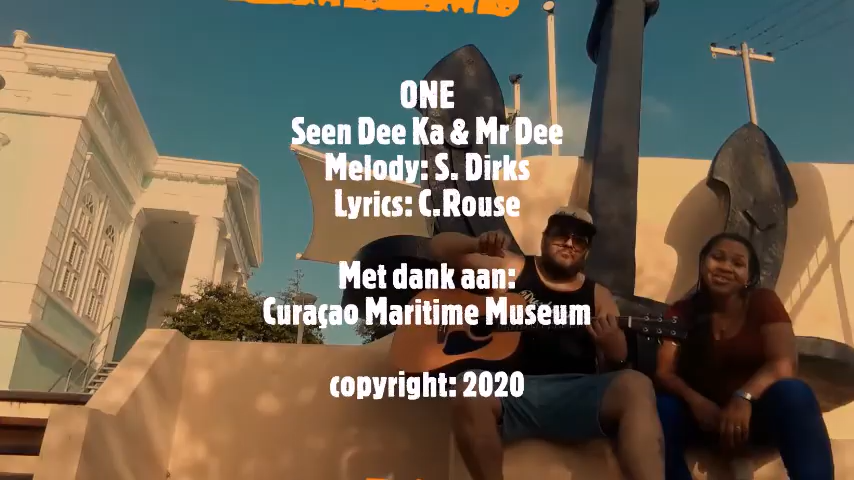 ONE
Seen Dee Ka & Mr Dee
Melody: S. Dirks
Lyrics: C.Rouse
Met dank aan:
Curaçao Maritime Museum
copyright: 2020